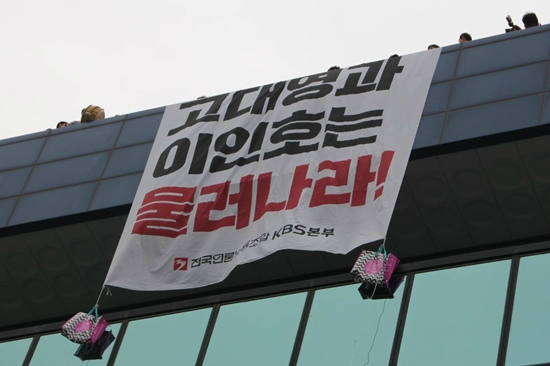 고대영과
이인호는
물러나라!
전국언론노동조합 KBS본부